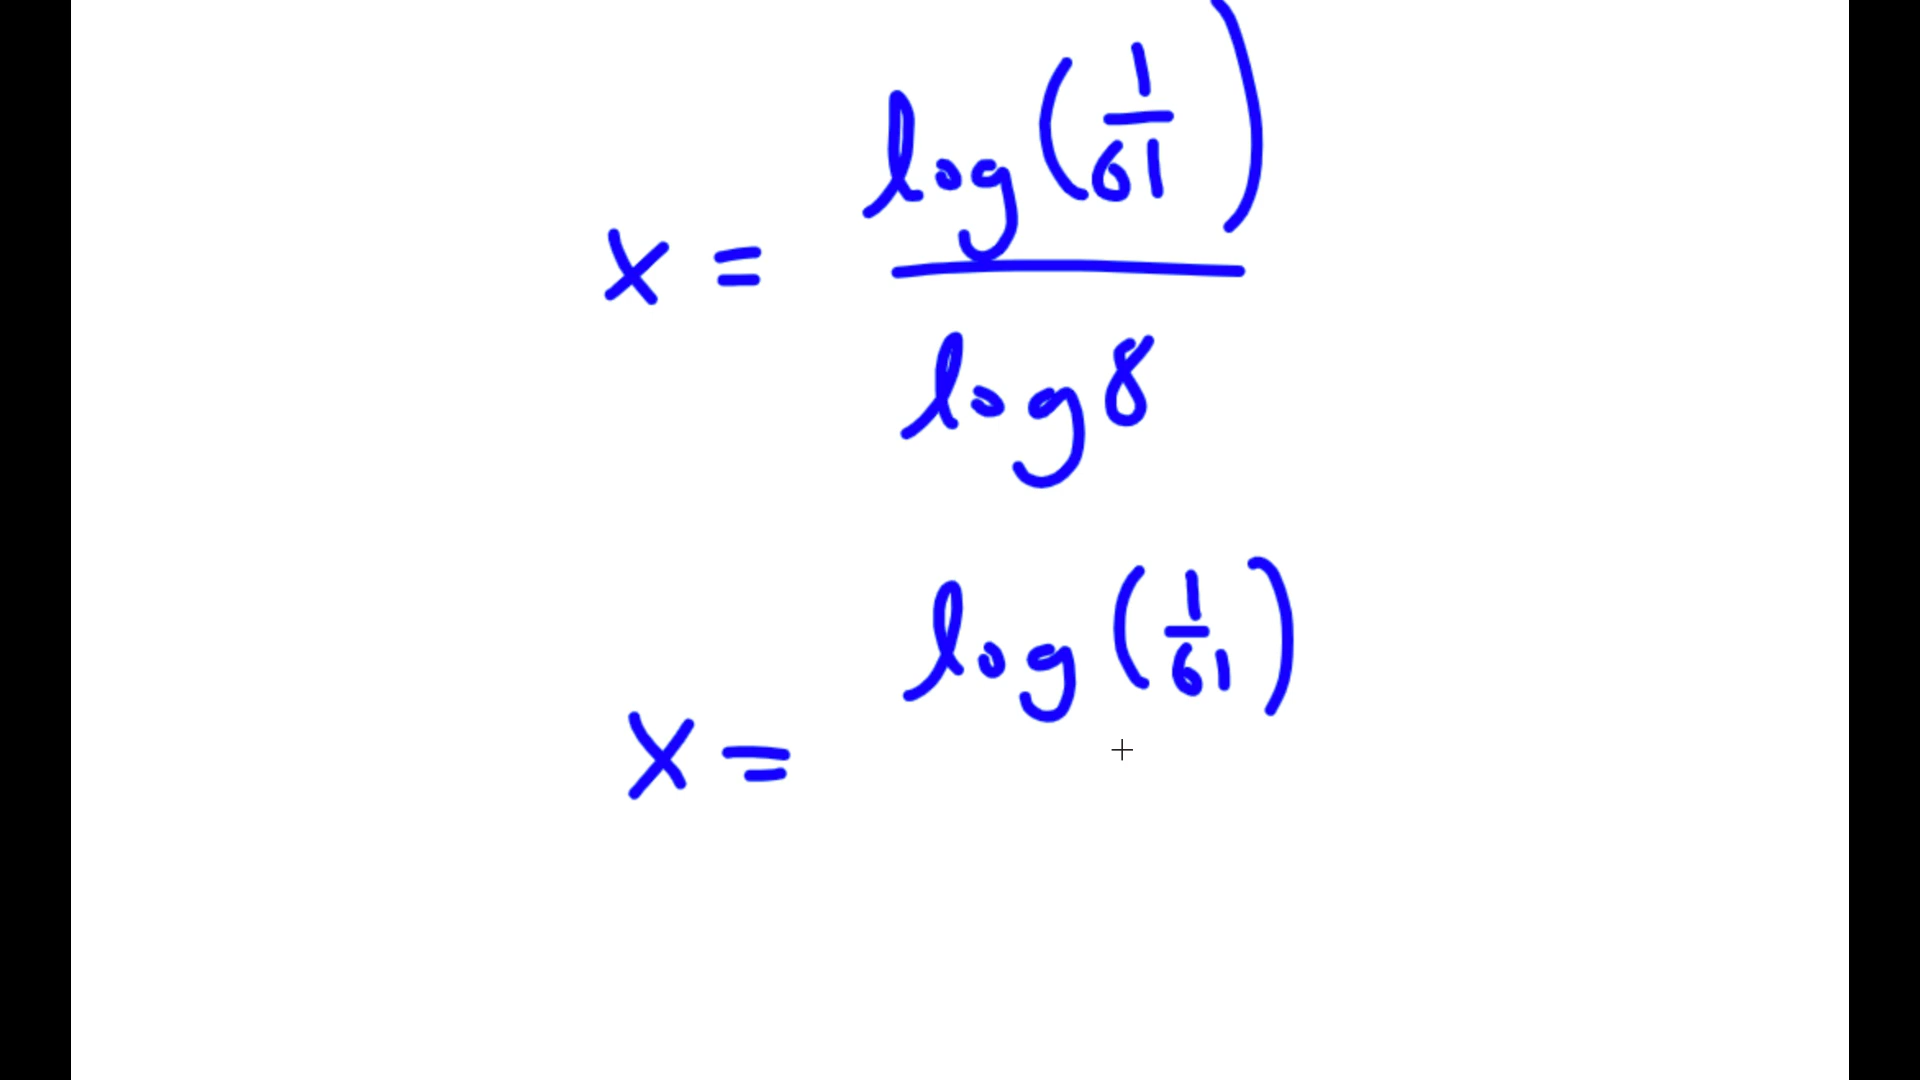 x = log(1/61) / log 8
x = log(1/61)